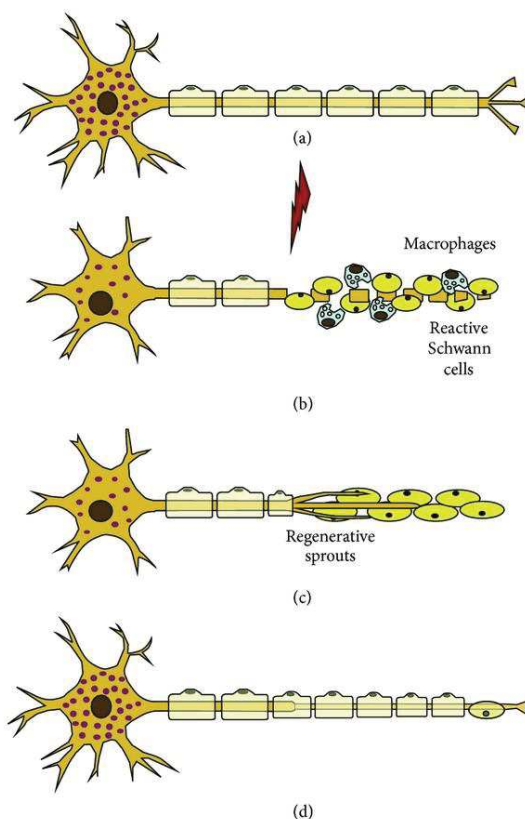 (a)
Macrophages
Reactive
Schwann
cells
(b)
Regenerative
sprouts
(c)
(d)